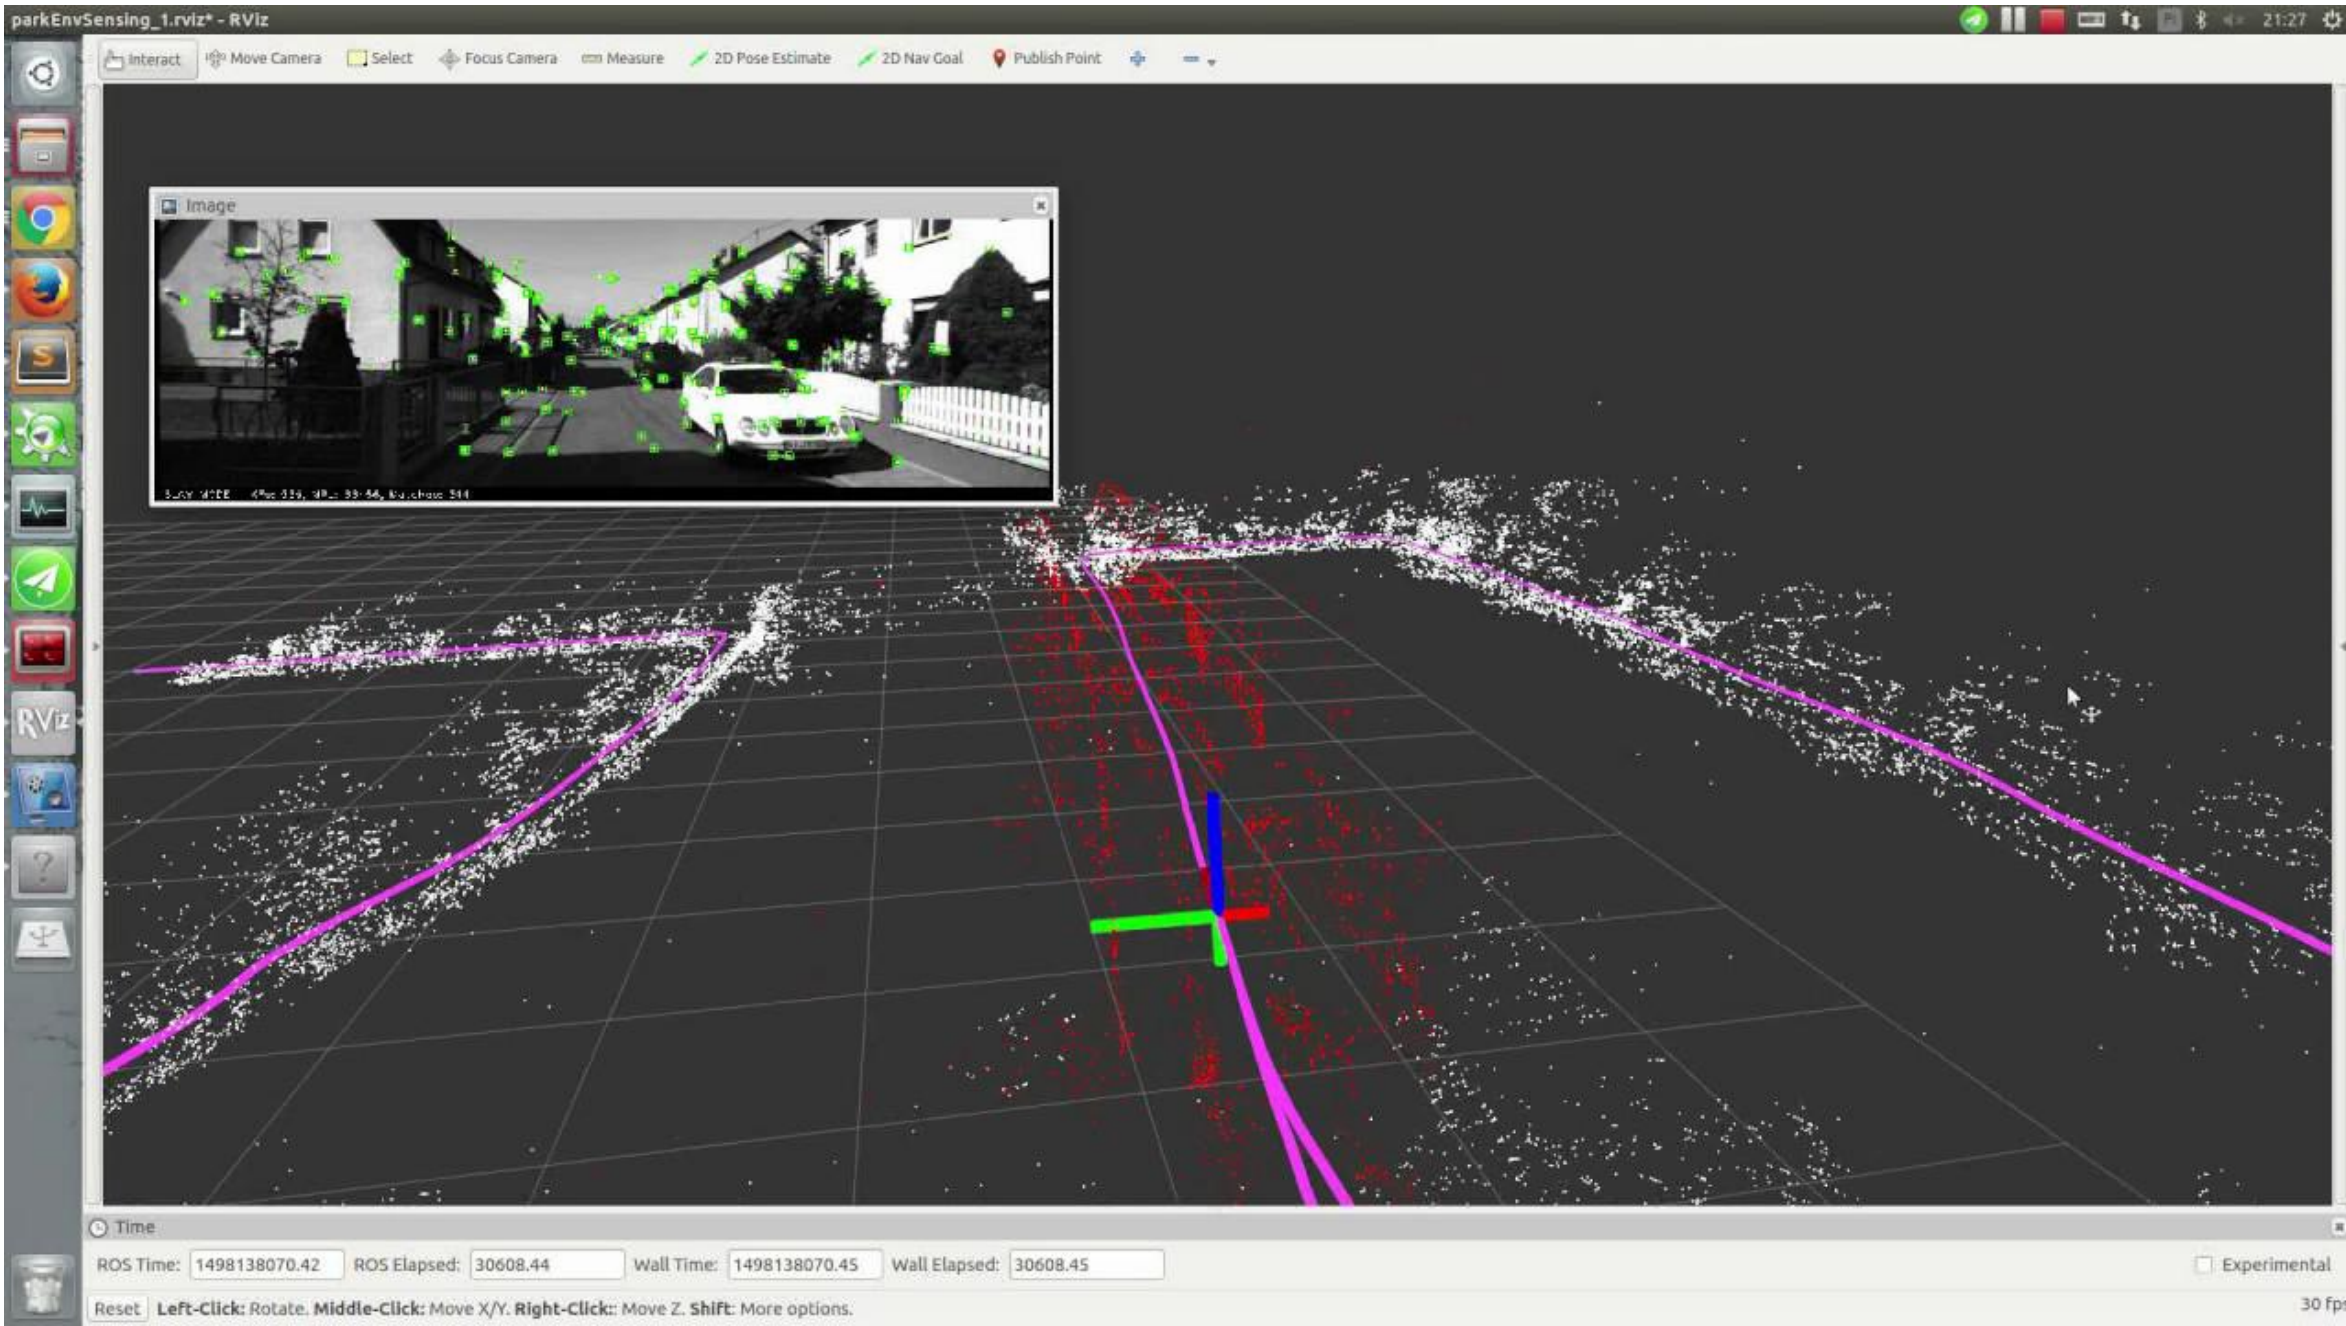 parkEnvSensing_1.rviz* - RViz
21:27
Interact Move Camera Select Focus Camera Measure 2D Pose Estimate 2D Nav Goal Publish Point
Image
S
RViz
Time
ROS Time: 1498138070.42 ROS Elapsed: 30608.44 Wall Time: 1498138070.45 Wall Elapsed: 30608.45 Experimental
Reset Left-Click: Rotate. Middle-Click: Move X/Y. Right-Click:: Move Z. Shift: More options. 30 fps